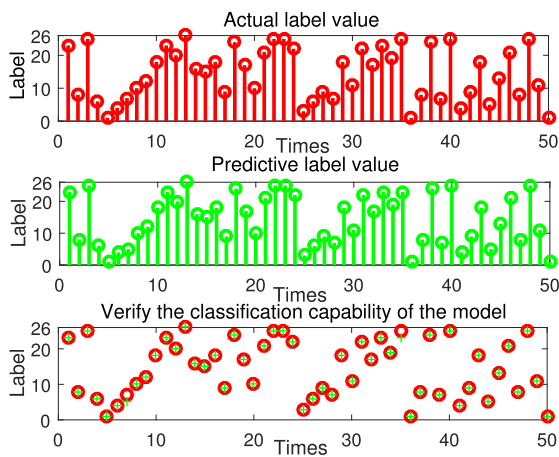 Actual label value
26
20
10
0
Label
0 10 20 30 40 50
Times
Predictive label value
26
20
10
0
Label
0 10 20 30 40 50
Times
Verify the classification capability of the model
26
20
10
0
Label
0 10 20 30 40 50
Times